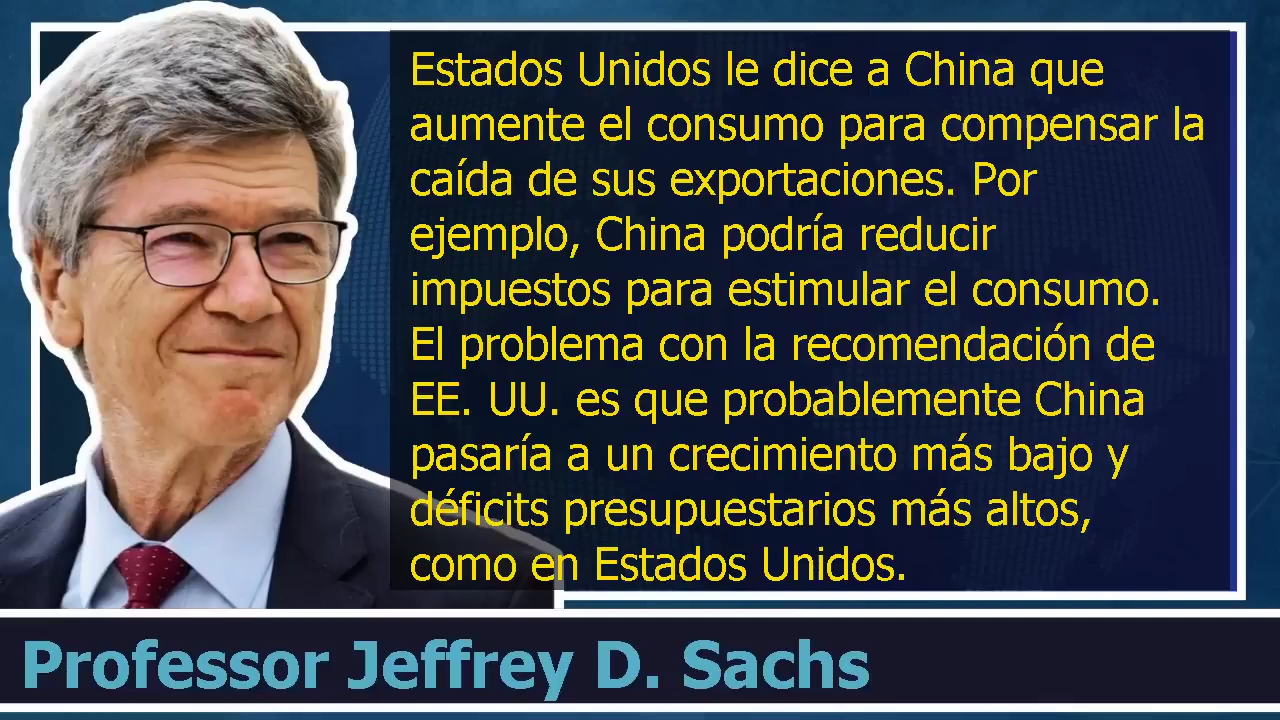 Estados Unidos le dice a China que
aumente el consumo para compensar la
caída de sus exportaciones. Por
ejemplo, China podría reducir
impuestos para estimular el consumo.
El problema con la recomendación de
EE. UU. es que probablemente China
pasaría a un crecimiento más bajo y
déficits presupuestarios más altos,
como en Estados Unidos.
Professor Jeffrey D. Sachs